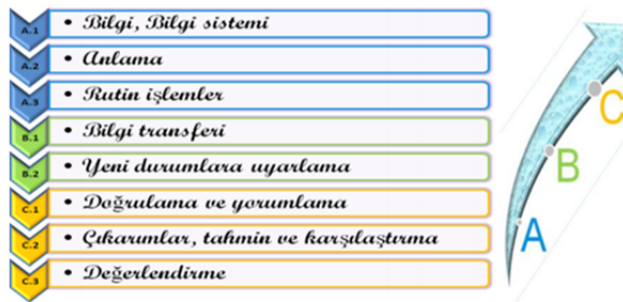 A.1 • Bilgi, Bilgi sistemi
A.2 • Anlama
A.3 • Rutin işlemler
B.1 • Bilgi transferi
B.2 • Yeni durumlara uyarlama
C.1 • Doğrulama ve yorumlama
C.2 • Çıkarımlar, tahmin ve karşılaştırma
C.3 • Değerlendirme
C
B
A